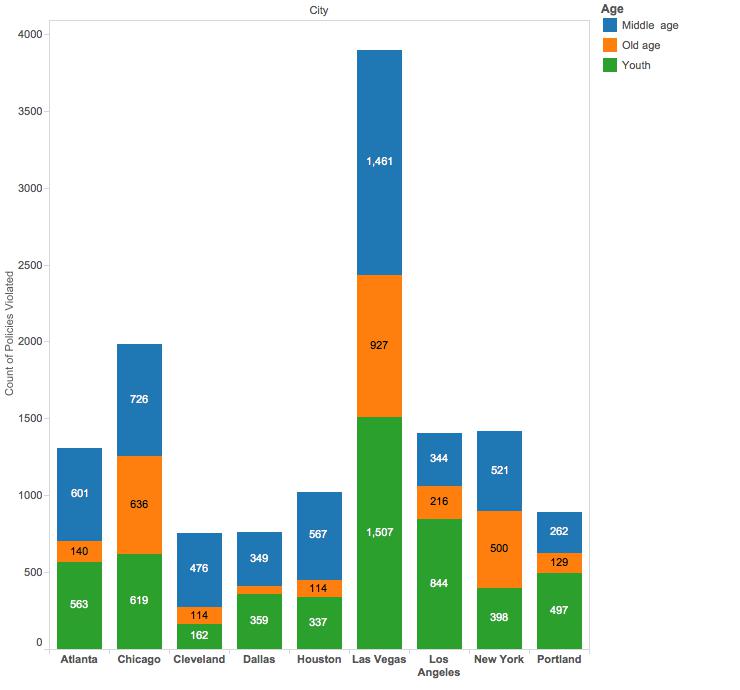 City
Age
Middle age
Old age
Youth
Count of Policies Violated
4000
3500
3000
2500
2000
1500
1000
500
0
601
140
563
726
636
619
476
114
162
349
359
567
114
337
1,461
927
1,507
344
216
844
521
500
398
262
129
497
Atlanta
Chicago
Cleveland
Dallas
Houston
Las Vegas
Los
Angeles
New York
Portland